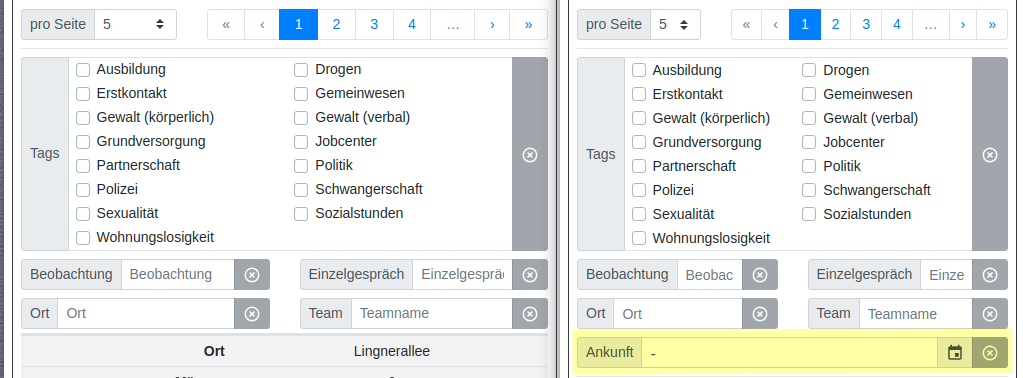 pro Seite 5 « ‹ 1 2 3 4 … › »
Ausbildung Drogen
Erstkontakt Gemeinwesen
Gewalt (körperlich) Gewalt (verbal)
Grundversorgung Jobcenter
Tags
Partnerschaft Politik
Polizei Schwangerschaft
Sexualität Sozialstunden
Wohnungslosigkeit
Beobachtung Beobachtung Einzelgespräch Einzelgesprä
Ort Ort Team Teamname
Ort Lingnerallee
pro Seite 5 « ‹ 1 2 3 4 … › »
Ausbildung Drogen
Erstkontakt Gemeinwesen
Gewalt (körperlich) Gewalt (verbal)
Grundversorgung Jobcenter
Tags
Partnerschaft Politik
Polizei Schwangerschaft
Sexualität Sozialstunden
Wohnungslosigkeit
Beobachtung Beobac Einzelgespräch Einze
Ort Ort Team Teamname
Ankunft -